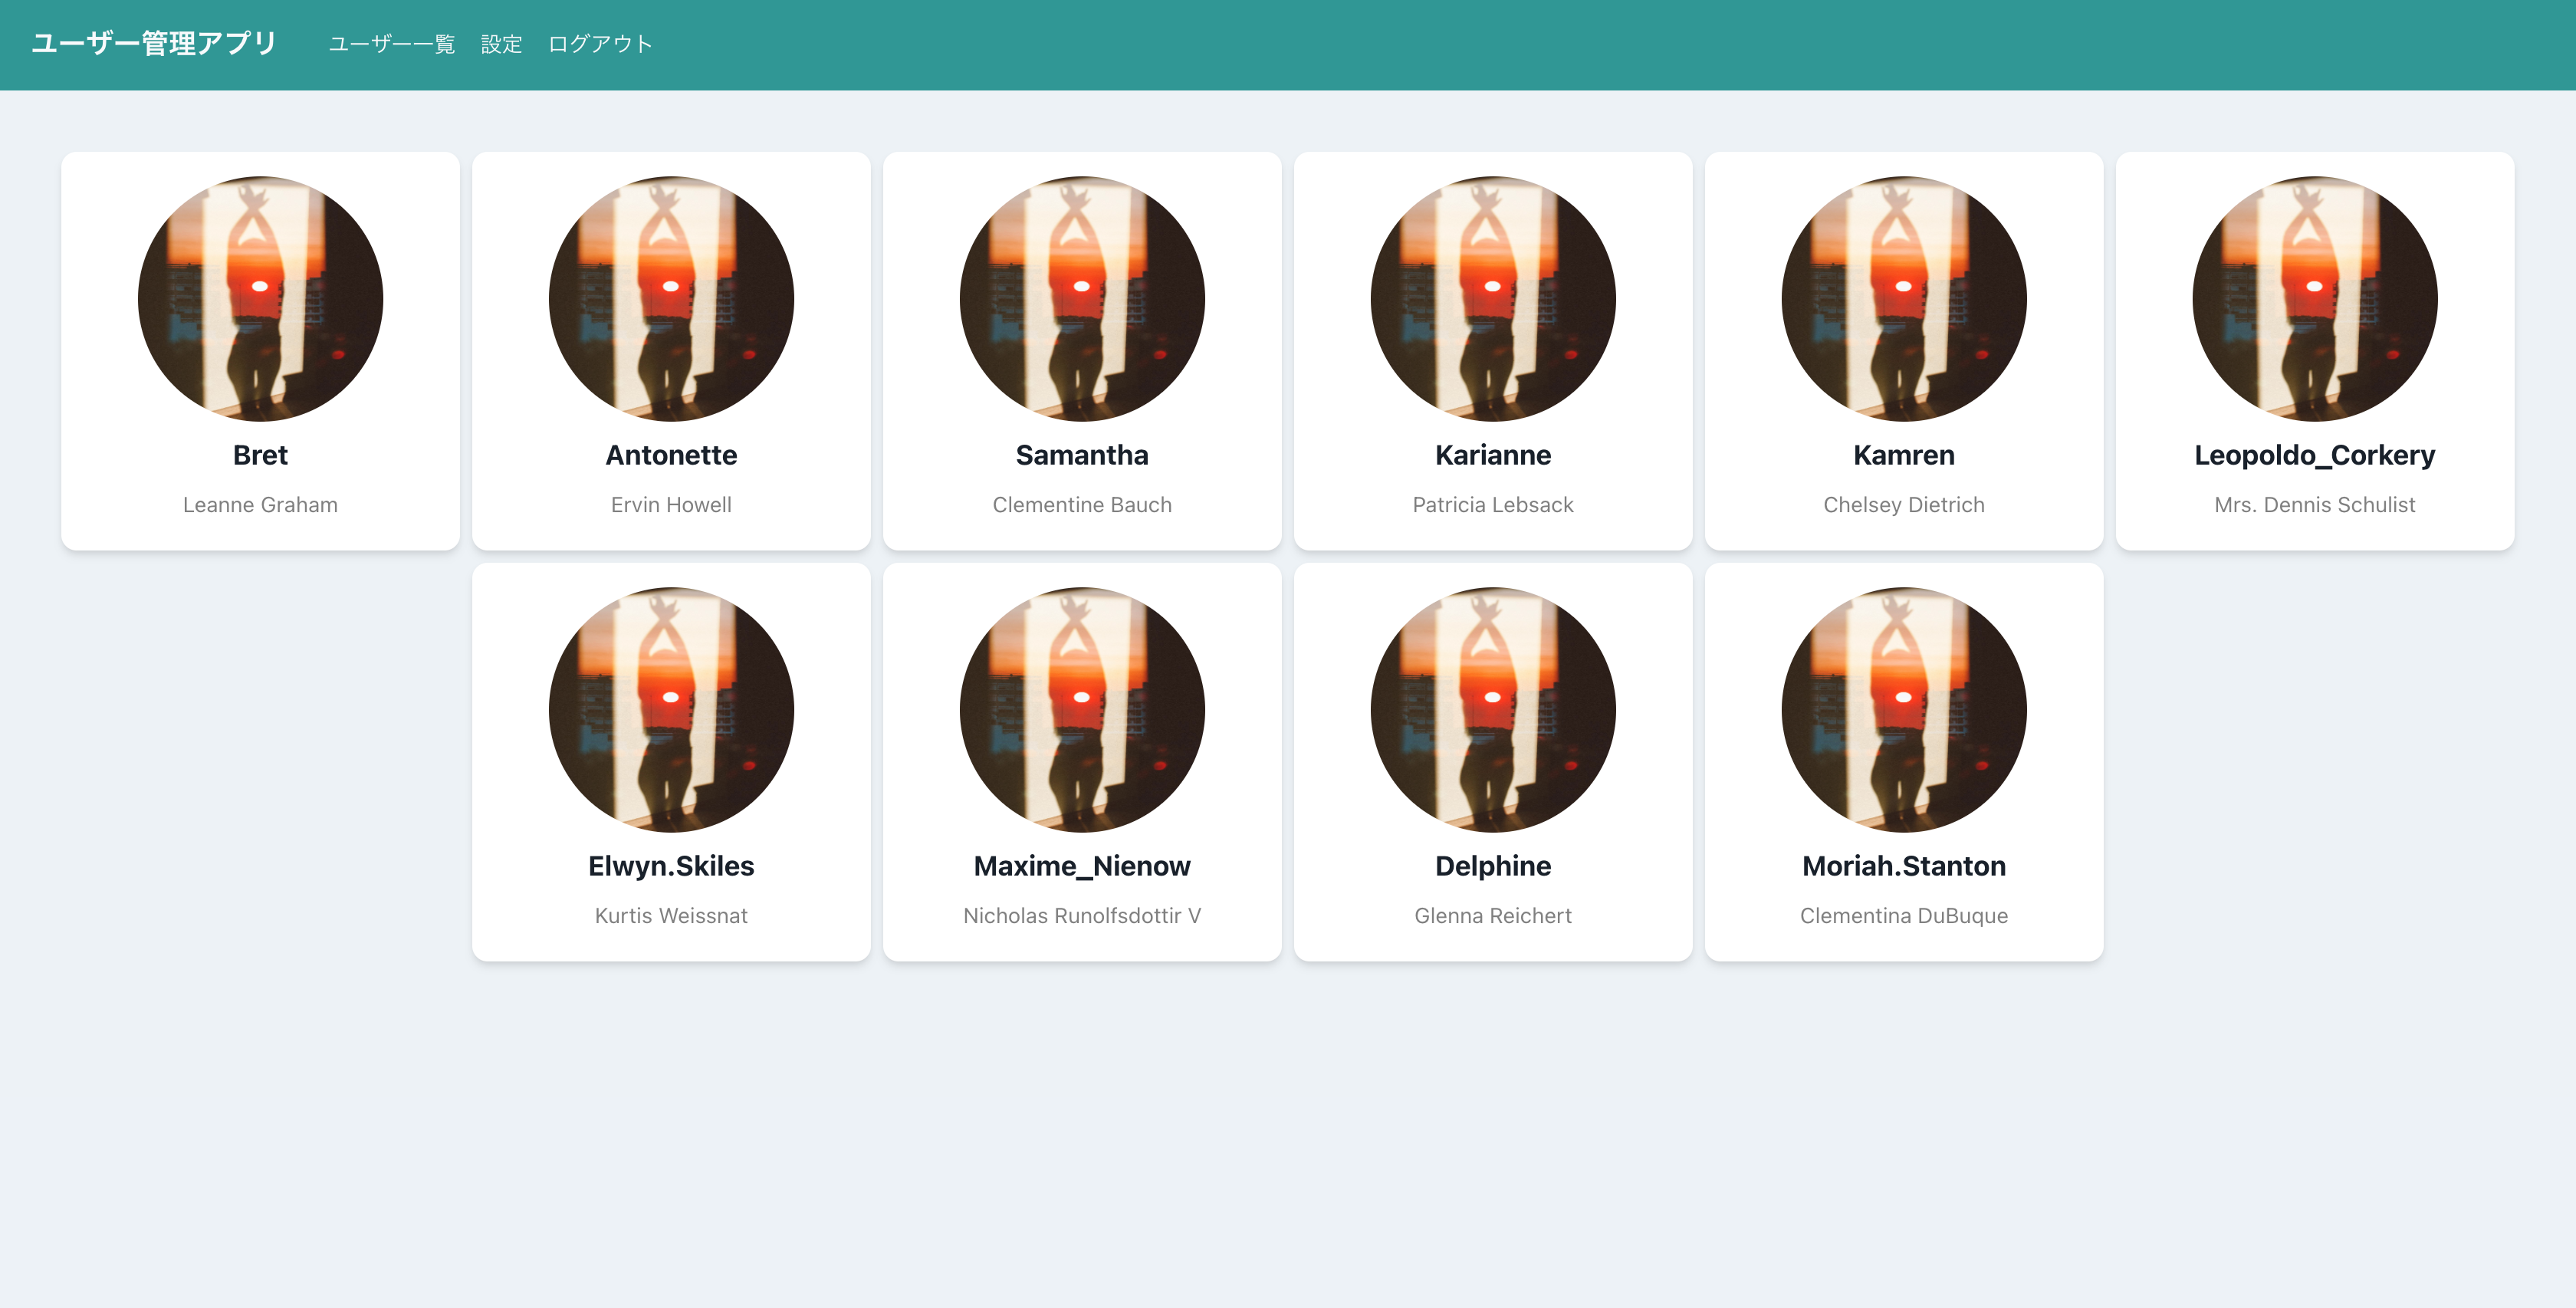 ユーザー管理アプリ ユーザー一覧 設定 ログアウト
Bret Antonette Samantha Karianne Kamren Leopoldo_Corkery
Leanne Graham Ervin Howell Clementine Bauch Patricia Lebsack Chelsey Dietrich Mrs. Dennis Schulist
Elwyn.Skiles Maxime_Nienow Delphine Moriah.Stanton
Kurtis Weissnat Nicholas Runolfsdottir V Glenna Reichert Clementina DuBuque